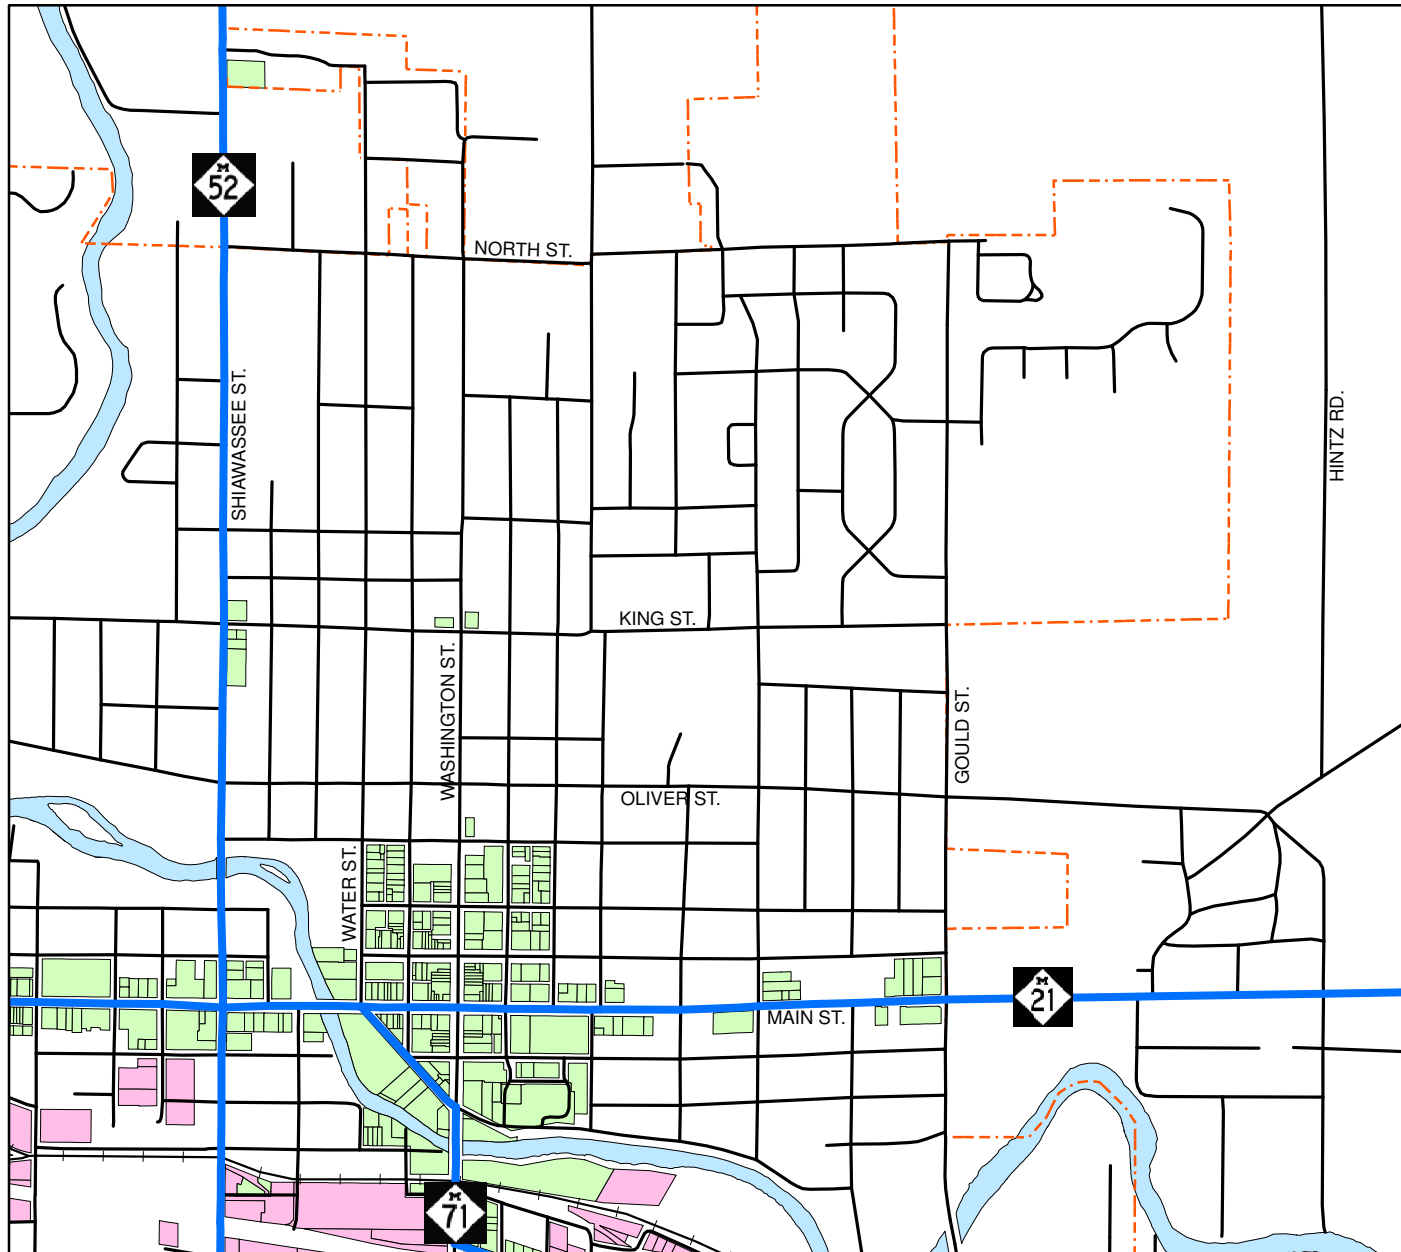 M
52
NORTH ST.
SHIAWASSEE ST.
HINTZ RD.
KING ST.
WASHINGTON ST.
GOULD ST.
OLIVER ST.
WATER ST.
M
21
MAIN ST.
M
71